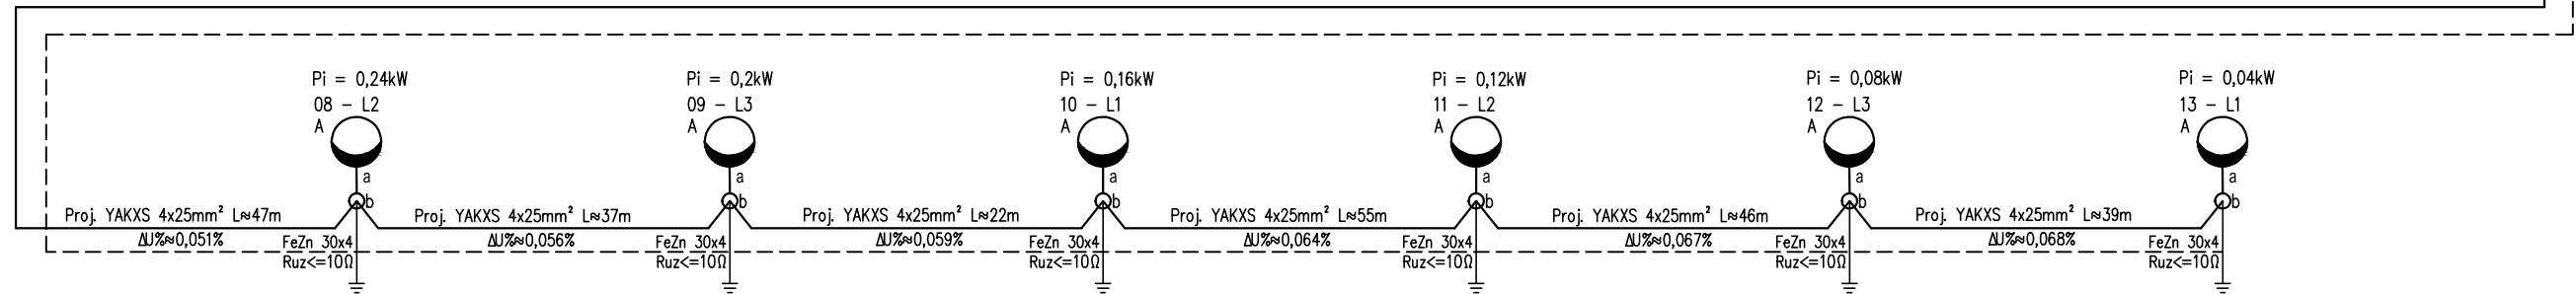 Pi = 0,24kW
08 - L2
A
a
b
Pi = 0,2kW
09 - L3
A
a
b
Pi = 0,16kW
10 - L1
A
a
b
Pi = 0,12kW
11 - L2
A
a
b
Pi = 0,08kW
12 - L3
A
a
b
Pi = 0,04kW
13 - L1
A
a
b
Proj. YAKXS 4x25mm² L≈47m
ΔU%≈0,051%
FeZn 30x4
Ruz<=10Ω
Proj. YAKXS 4x25mm² L≈37m
ΔU%≈0,056%
FeZn 30x4
Ruz<=10Ω
Proj. YAKXS 4x25mm² L≈22m
ΔU%≈0,059%
FeZn 30x4
Ruz<=10Ω
Proj. YAKXS 4x25mm² L≈55m
ΔU%≈0,064%
FeZn 30x4
Ruz<=10Ω
Proj. YAKXS 4x25mm² L≈46m
ΔU%≈0,067%
FeZn 30x4
Ruz<=10Ω
Proj. YAKXS 4x25mm² L≈39m
ΔU%≈0,068%
FeZn 30x4
Ruz<=10Ω